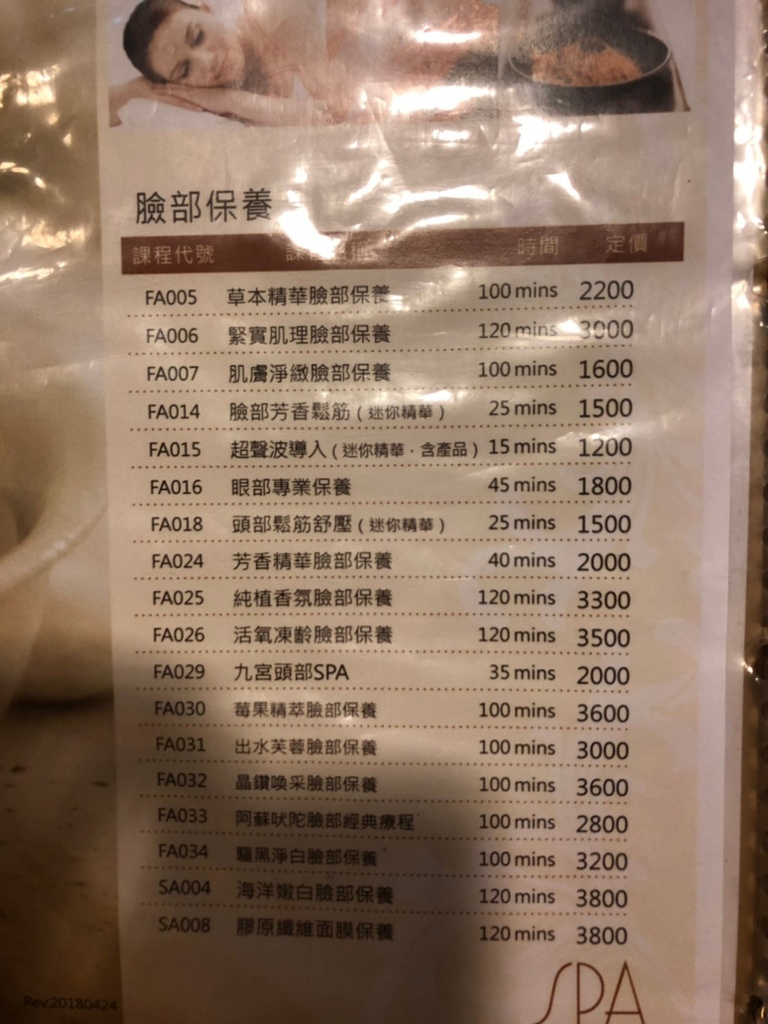 臉部保養
課程代號 課程名稱 時間 定價
FA005 草本精華臉部保養 100 mins 2200
FA006 緊實肌理臉部保養 120 mins 3000
FA007 肌膚淨緻臉部保養 100 mins 1600
FA014 臉部芳香鬆筋（迷你精華） 25 mins 1500
FA015 超聲波導入（迷你精華．含產品） 15 mins 1200
FA016 眼部專業保養 45 mins 1800
FA018 頭部鬆筋舒壓（迷你精華） 25 mins 1500
FA024 芳香精華臉部保養 40 mins 2000
FA025 純植香氛臉部保養 120 mins 3300
FA026 活氧凍齡臉部保養 120 mins 3500
FA029 九宮頭部SPA 35 mins 2000
FA030 莓果精萃臉部保養 100 mins 3600
FA031 出水芙蓉臉部保養 100 mins 3000
FA032 晶鑽喚采臉部保養 100 mins 3600
FA033 阿蘇吠陀臉部經典療程 100 mins 2800
FA034 驅黑淨白臉部保養 100 mins 3200
SA004 海洋嫩白臉部保養 120 mins 3800
SA008 膠原纖維面膜保養 120 mins 3800
SPA
Rev.20180424